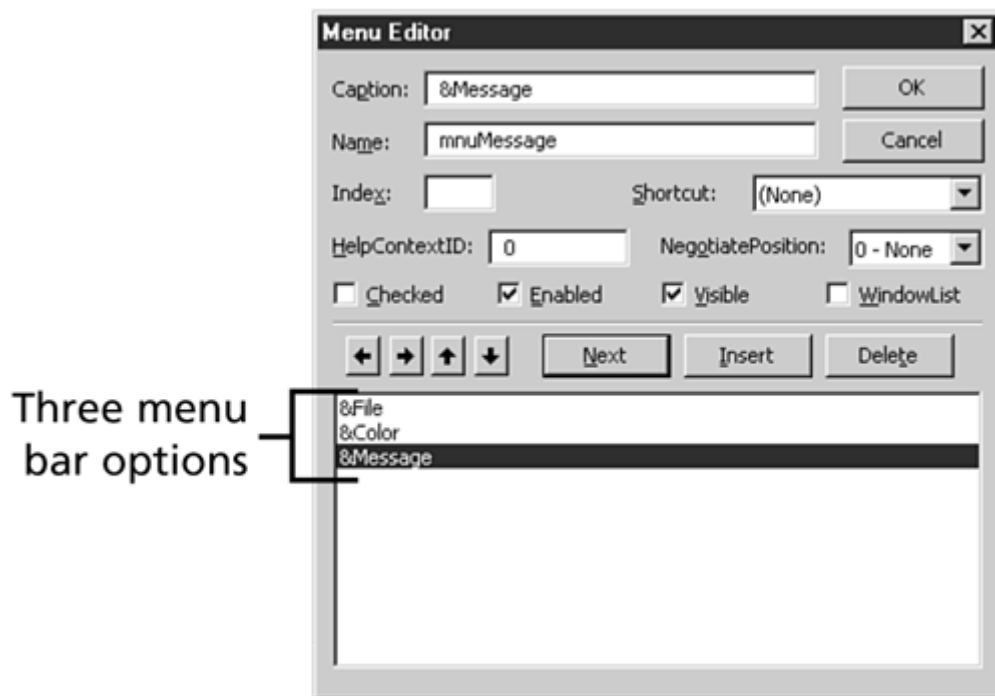 Menu Editor
Caption: &Message OK
Name: mnuMessage Cancel
Index: Shortcut: (None)
HelpContextID: 0 NegotiatePosition: 0 - None
Checked Enabled Visible WindowList
Next Insert Delete
Three menu
bar options
&File
&Color
&Message